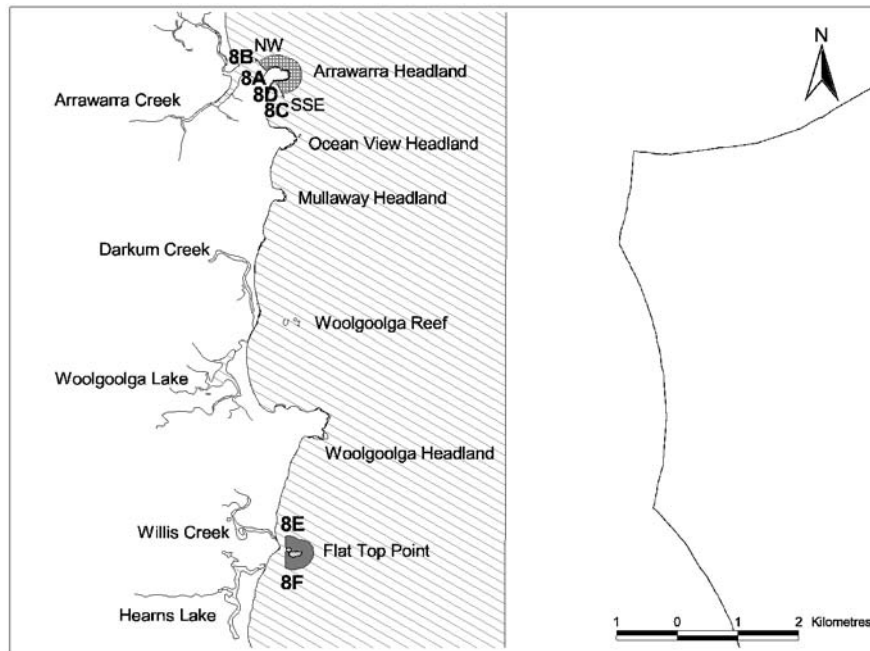 N
NW
8B
Arrawarra Headland
8A
8D
Arrawarra Creek
SSE
8C
Ocean View Headland
Mullaway Headland
Darkum Creek
Woolgoolga Reef
Woolgoolga Lake
Woolgoolga Headland
8E
Willis Creek
Flat Top Point
8F
Hearns Lake
1 0 1 2 Kilometres